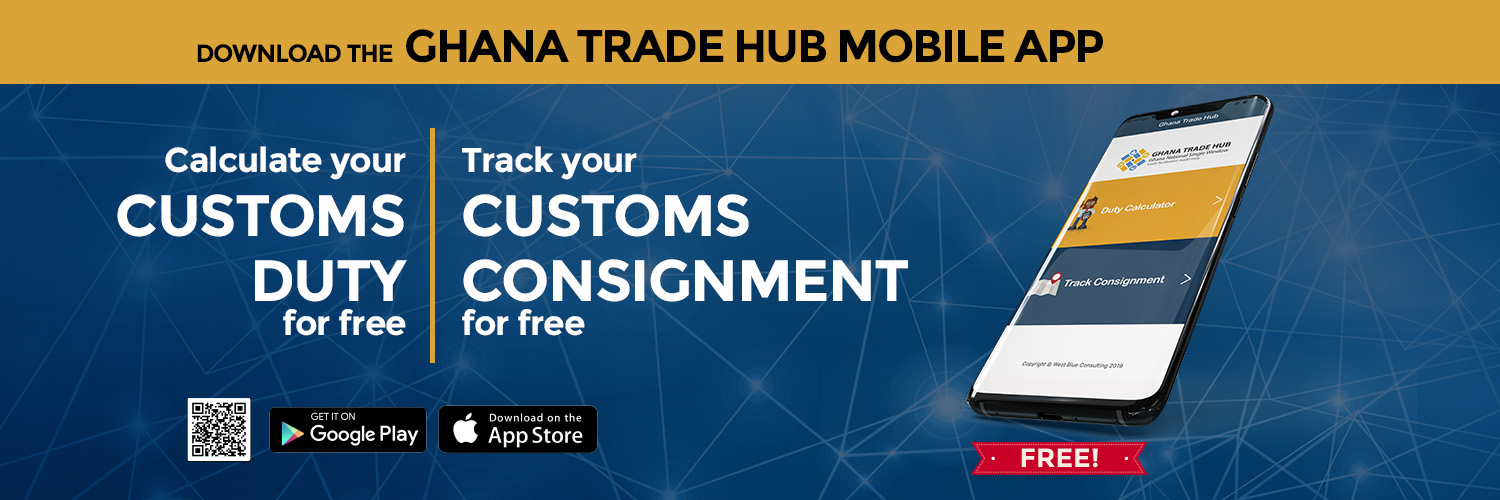 DOWNLOAD THE GHANA TRADE HUB MOBILE APP
Calculate your
CUSTOMS
DUTY
for free
Track your
CUSTOMS
CONSIGNMENT
for free
GET IT ON
Google Play
Download on the
App Store
Ghana Trade Hub
GHANA TRADE HUB
Ghana National Single Window
Duty Calculator
Track Consignment
Copyright © West Blue Consulting 2019
FREE!